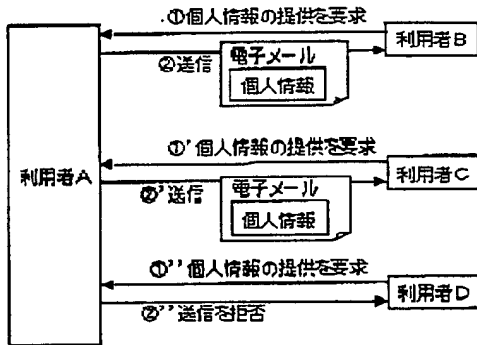 ①個人情報の提供を要求
利用者B
②送信
電子メール
個人情報
①'個人情報の提供を要求
利用者A
利用者C
②'送信
電子メール
個人情報
①''個人情報の提供を要求
利用者D
②''送信を拒否